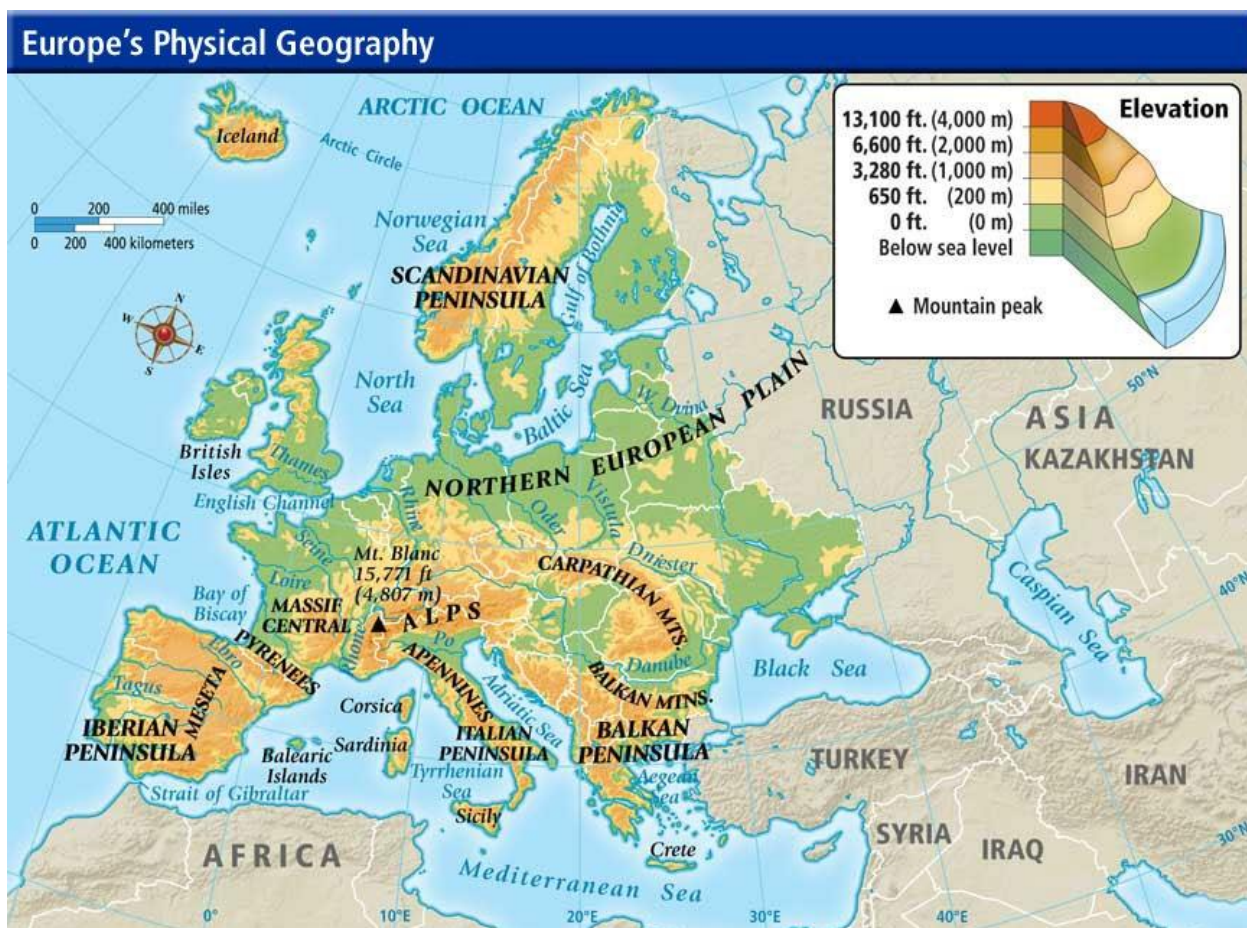 Europe's Physical Geography
ARCTIC OCEAN
Iceland
Arctic Circle
Elevation
13,100 ft. (4,000 m)
6,600 ft. (2,000 m)
3,280 ft. (1,000 m)
650 ft. (200 m)
0 ft. (0 m)
Below sea level
▲ Mountain peak
0 200 400 miles
0 200 400 kilometers
N
W
E
S
Norwegian
Sea
SCANDINAVIAN
PENINSULA
Gulf of Bothnia
North
Sea
Baltic Sea
W. Dvina
NORTHERN EUROPEAN PLAIN
RUSSIA
50°N
ASIA
KAZAKHSTAN
British
Isles
Thames
English Channel
Rhine
Oder
Vistula
ATLANTIC
OCEAN
Seine
Mt. Blanc
15,771 ft
(4,807 m)
Dniester
CARPATHIAN MTS.
Loire
Bay of
Biscay
MASSIF
CENTRAL
ALPS
Caspian Sea
40°N
Rhone
Po
PYRENEES
Ebro
APENNINES
Danube
Black Sea
Tagus
MESETA
BALKAN MTNS.
Corsica
Adriatic Sea
IBERIAN
PENINSULA
ITALIAN
PENINSULA
BALKAN
PENINSULA
Balearic
Islands
Sardinia
Tyrrhenian
Sea
Aegean
Sea
TURKEY
IRAN
Strait of Gibraltar
Sicily
SYRIA
IRAQ
30°N
AFRICA
Crete
Mediterranean Sea
0°
10°E
20°E
30°E
40°E